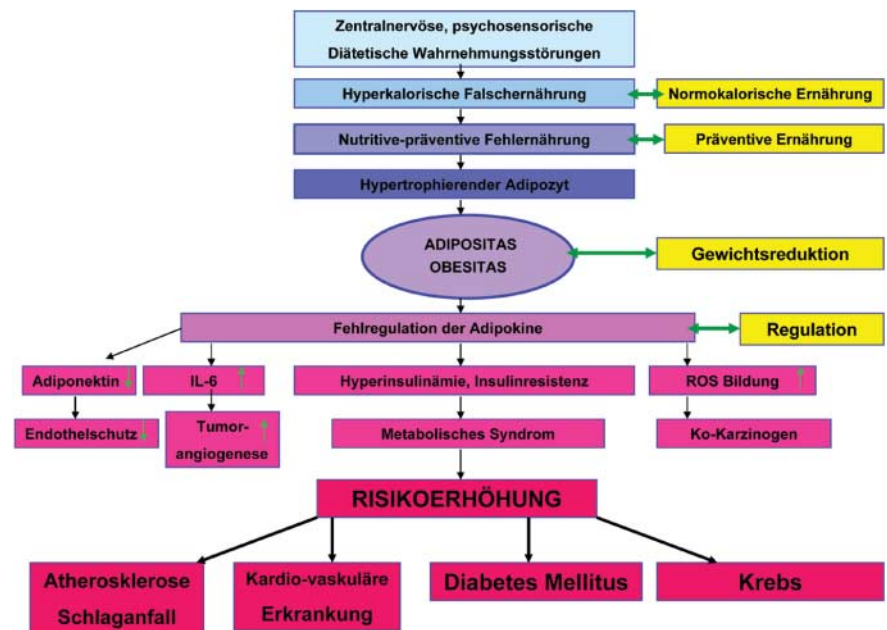 Zentralnervöse, psychosensorische
Diätetische Wahrnehmungsstörungen
Hyperkalorische Falschernährung
Normokalorische Ernährung
Nutritive-präventive Fehlernährung
Präventive Ernährung
Hypertrophierender Adipozyt
ADIPOSITAS
OBESITAS
Gewichtsreduktion
Fehlregulation der Adipokine
Regulation
Adiponektin
IL-6
Hyperinsulinämie, Insulinresistenz
ROS Bildung
Endothelschutz
Tumor-
angiogenese
Metabolisches Syndrom
Ko-Karzinogen
RISIKOERHÖHUNG
Atherosklerose
Schlaganfall
Kardio-vaskuläre
Erkrankung
Diabetes Mellitus
Krebs